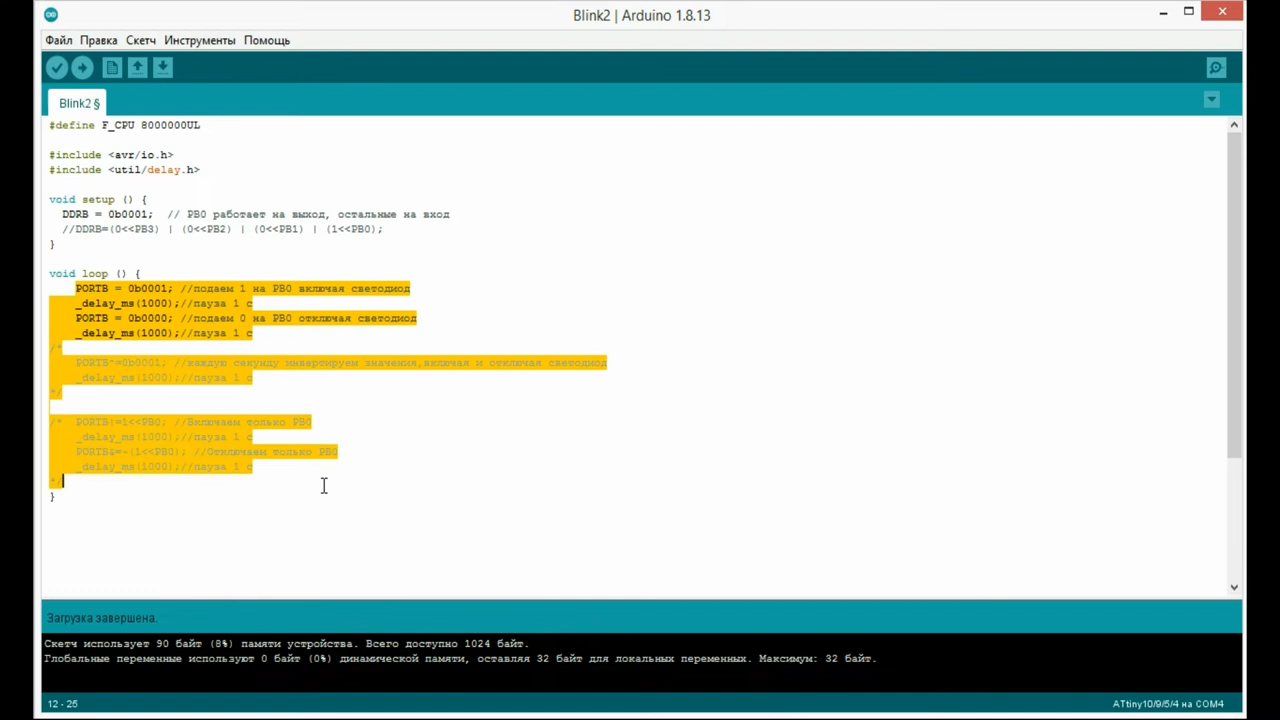 Blink2 | Arduino 1.8.13
Файл Правка Скетч Инструменты Помощь
Blink2 §
#define F_CPU 8000000UL
#include <avr/io.h>
#include <util/delay.h>
void setup () {
DDRB = 0b0001; // PB0 работает на выход, остальные на вход
//DDRB=(0<<PB3) | (0<<PB2) | (0<<PB1) | (1<<PB0);
}
void loop () {
PORTB = 0b0001; //подаем 1 на PB0 включая светодиод
_delay_ms(1000);//пауза 1 с
PORTB = 0b0000; //подаем 0 на PB0 отключая светодиод
_delay_ms(1000);//пауза 1 с
/*
PORTB^=0b0001; //каждую секунду инвертируем значения,включая и отключая светодиод
_delay_ms(1000);//пауза 1 с
*/
/* PORTB|=1<<PB0; //Включаем только PB0
_delay_ms(1000);//пауза 1 с
PORTB&=~(1<<PB0); //Отключаем только PB0
_delay_ms(1000);//пауза 1 с
*/
}
Загрузка завершена.
Скетч использует 90 байт (8%) памяти устройства. Всего доступно 1024 байт.
Глобальные переменные используют 0 байт (0%) динамической памяти, оставляя 32 байт для локальных переменных. Максимум: 32 байт.
12 - 25 ATtiny10/9/5/4 на COM4